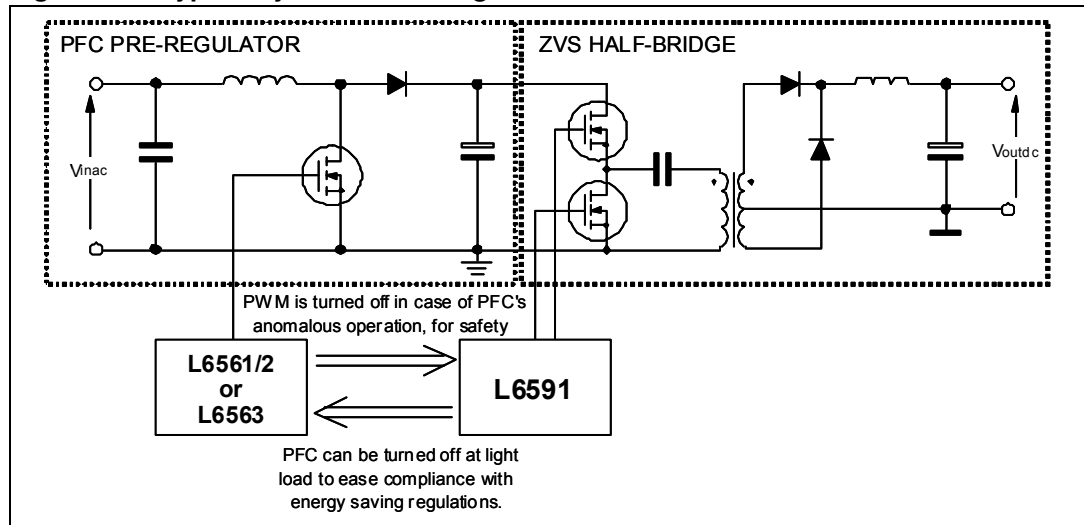 PFC PRE-REGULATOR
ZVS HALF-BRIDGE
Vinac
Voutdc
PWM is turned off in case of PFC's
anomalous operation, for safety
L6561/2
or
L6563
L6591
PFC can be turned off at light
load to ease compliance with
energy saving regulations.